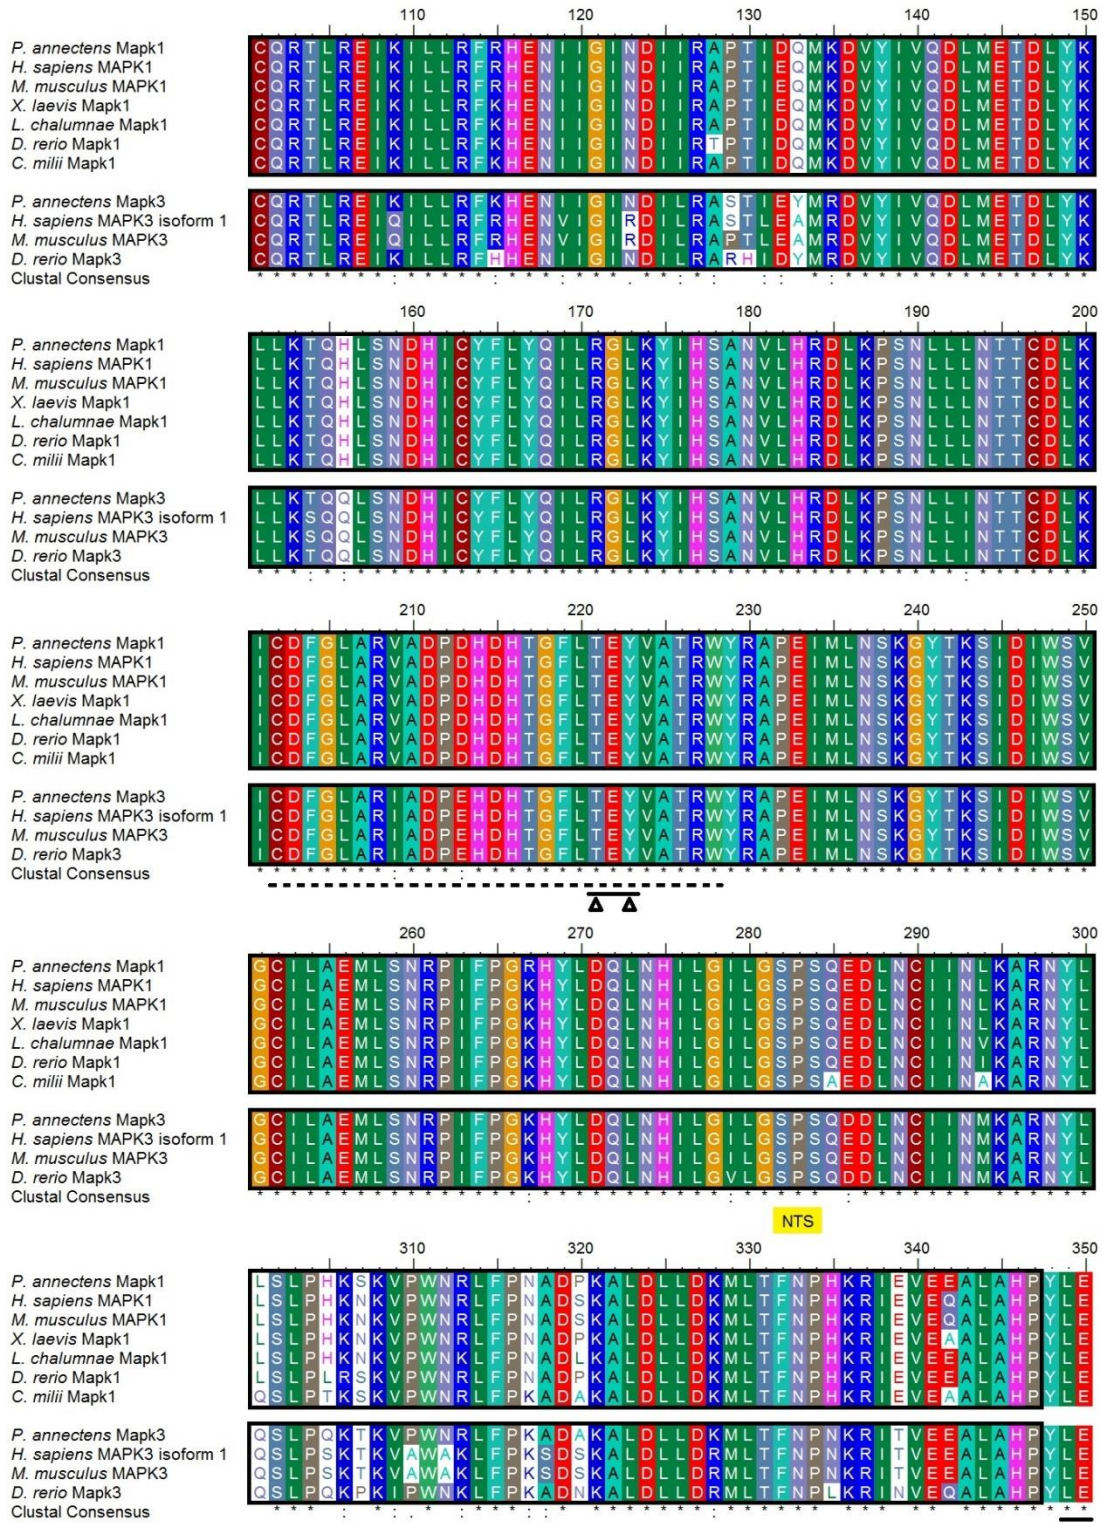 110 120 130 140 150
P. annectens Mapk1 CQRTLREIKILLRFRHENIIGINDIIRAPTIDQMKDVYIVQDLMETDLYK
H. sapiens MAPK1 CQRTLREIKILLRFRHENIIGINDIIRAPTIEQMKDVYIVQDLMETDLYK
M. musculus MAPK1 CQRTLREIKILLRFRHENIIGINDIIRAPTIEQMKDVYIVQDLMETDLYK
X. laevis Mapk1 CQRTLREIKILLRFRHENIIGINDIIRAPTIEQMKDVYIVQDLMETDLYK
L. chalumnae Mapk1 CQRTLREIKILLRFKHENIIGINDIIRAPTIDQMKDVYIVQDLMETDLYK
D. rerio Mapk1 CQRTLREIKILLRFKHENIIGINDIIRTPTIDQMKDVYIVQDLMETDLYK
C. milii Mapk1 CQRTLREIKILLRFKHENIIGINDIIRAPTIDQMKDVYIVQDLMETDLYK
P. annectens Mapk3 CQRTLREIKILLRFKHENIIGINDILRASTIEYMRDVYIVQDLMETDLYK
H. sapiens MAPK3 isoform 1 CQRTLREIQILLRFRHENVIGIRDILRASTLEAMRDVYIVQDLMETDLYK
M. musculus MAPK3 CQRTLREIQILLRFRHENVIGIRDILRAPTLEAMRDVYIVQDLMETDLYK
D. rerio Mapk3 CQRTLREIKILLRFHHENIIGINDILRARHIDYMRDVYIVQDLMETDLYK
Clustal Consensus
160 170 180 190 200
P. annectens Mapk1 LLKTQHLSNDHICYFLYQILRGLKYIHSANVLHRDLKPSNLLLNTTCDLK
H. sapiens MAPK1 LLKTQHLSNDHICYFLYQILRGLKYIHSANVLHRDLKPSNLLLNTTCDLK
M. musculus MAPK1 LLKTQHLSNDHICYFLYQILRGLKYIHSANVLHRDLKPSNLLLNTTCDLK
X. laevis Mapk1 LLKTQHLSNDHICYFLYQILRGLKYIHSANVLHRDLKPSNLLLNTTCDLK
L. chalumnae Mapk1 LLKTQHLSNDHICYFLYQILRGLKYIHSANVLHRDLKPSNLLLNTTCDLK
D. rerio Mapk1 LLKTQHLSNDHICYFLYQILRGLKYIHSANVLHRDLKPSNLLLNTTCDLK
C. milii Mapk1 LLKTQHLSNDHICYFLYQILRGLKYIHSANVLHRDLKPSNLLLNTTCDLK
P. annectens Mapk3 LLKTQQLSNDHICYFLYQILRGLKYIHSANVLHRDLKPSNLLINTTCDLK
H. sapiens MAPK3 isoform 1 LLKSQQLSNDHICYFLYQILRGLKYIHSANVLHRDLKPSNLLINTTCDLK
M. musculus MAPK3 LLKSQQLSNDHICYFLYQILRGLKYIHSANVLHRDLKPSNLLINTTCDLK
D. rerio Mapk3 LLKTQQLSNDHICYFLYQILRGLKYIHSANVLHRDLKPSNLLINTTCDLK
Clustal Consensus
210 220 230 240 250
P. annectens Mapk1 ICDFGLARVADPDHDHTGFLTEYVATRWYRAPEIMLNSKGYTKSIDIWSV
H. sapiens MAPK1 ICDFGLARVADPDHDHTGFLTEYVATRWYRAPEIMLNSKGYTKSIDIWSV
M. musculus MAPK1 ICDFGLARVADPDHDHTGFLTEYVATRWYRAPEIMLNSKGYTKSIDIWSV
X. laevis Mapk1 ICDFGLARVADPDHDHTGFLTEYVATRWYRAPEIMLNSKGYTKSIDIWSV
L. chalumnae Mapk1 ICDFGLARVADPDHDHTGFLTEYVATRWYRAPEIMLNSKGYTKSIDIWSV
D. rerio Mapk1 ICDFGLARVADPDHDHTGFLTEYVATRWYRAPEIMLNSKGYTKSIDIWSV
C. milii Mapk1 ICDFGLARVADPDHDHTGFLTEYVATRWYRAPEIMLNSKGYTKSIDIWSV
P. annectens Mapk3 ICDFGLARIADPEHDHTGFLTEYVATRWYRAPEIMLNSKGYTKSIDIWSV
H. sapiens MAPK3 isoform 1 ICDFGLARIADPEHDHTGFLTEYVATRWYRAPEIMLNSKGYTKSIDIWSV
M. musculus MAPK3 ICDFGLARIADPEHDHTGFLTEYVATRWYRAPEIMLNSKGYTKSIDIWSV
D. rerio Mapk3 ICDFGLARIADPEHDHTGFLTEYVATRWYRAPEIMLNSKGYTKSIDIWSV
Clustal Consensus
260 270 280 290 300
P. annectens Mapk1 GCILAEMLSNRPIFPGRHYLDQLNHILGILGSPSQEDLNCIINLKARNYL
H. sapiens MAPK1 GCILAEMLSNRPIFPGKHYLDQLNHILGILGSPSQEDLNCIINLKARNYL
M. musculus MAPK1 GCILAEMLSNRPIFPGKHYLDQLNHILGILGSPSQEDLNCIINLKARNYL
X. laevis Mapk1 GCILAEMLSNRPIFPGKHYLDQLNHILGILGSPSQEDLNCIINLKARNYL
L. chalumnae Mapk1 GCILAEMLSNRPIFPGKHYLDQLNHILGILGSPSQEDLNCIINVKARNYL
D. rerio Mapk1 GCILAEMLSNRPIFPGKHYLDQLNHILGILGSPSQEDLNCIINIKARNYL
C. milii Mapk1 GCILAEMLSNRPIFPGKHYLDQLNHILGILGSPSAEDLNCIINAKARNYL
P. annectens Mapk3 GCILAEMLSNRPIFPGKHYLDQLNHILGILGSPSQDDLNCIINMKARNYL
H. sapiens MAPK3 isoform 1 GCILAEMLSNRPIFPGKHYLDQLNHILGILGSPSQEDLNCIINMKARNYL
M. musculus MAPK3 GCILAEMLSNRPIFPGKHYLDQLNHILGILGSPSQEDLNCIINMKARNYL
D. rerio Mapk3 GCILAEMLSNRPIFPGKHYLDQLNHILGVLGSPSQDDLNCIINMKARNYL
Clustal Consensus
NTS
310 320 330 340 350
P. annectens Mapk1 LSLPHKSKVPWNRLFPNADPKALDLLDKMLTFNPHKRIEVEEALAHPYLE
H. sapiens MAPK1 LSLPHKNKVPWNRLFPNADSKALDLLDKMLTFNPHKRIEVEQALAHPYLE
M. musculus MAPK1 LSLPHKNKVPWNRLFPNADSKALDLLDKMLTFNPHKRIEVEQALAHPYLE
X. laevis Mapk1 LSLPHKNKVPWNRLFPNADPKALDLLDKMLTFNPHKRIEVEAALAHPYLE
L. chalumnae Mapk1 LSLPHKNKVPWNKLFPNADLKALDLLDKMLTFNPHKRIEVEEALAHPYLE
D. rerio Mapk1 LSLPLRSKVPWNRLFPNADPKALDLLDKMLTFNPHKRIEVEEALAHPYLE
C. milii Mapk1 QSLPTKSKVPWNKLFPKADAKALDLLDKMLTFNPHKRIEVEAALAHPYLE
P. annectens Mapk3 QSLPQKTKVPWNRLFPKADAKALDLLDKMLTFNPNKRITVEEALAHPYLE
H. sapiens MAPK3 isoform 1 QSLPSKTKVAWAKLFPKSDSKALDLLDRMLTFNPNKRITVEEALAHPYLE
M. musculus MAPK3 QSLPSKTKVAWAKLFPKSDSKALDLLDRMLTFNPNKRITVEEALAHPYLE
D. rerio Mapk3 QSLPQKPKIPWNKLFPKADNKALDLLDKMLTFNPLKRINVEEALAHPYLE
Clustal Consensus